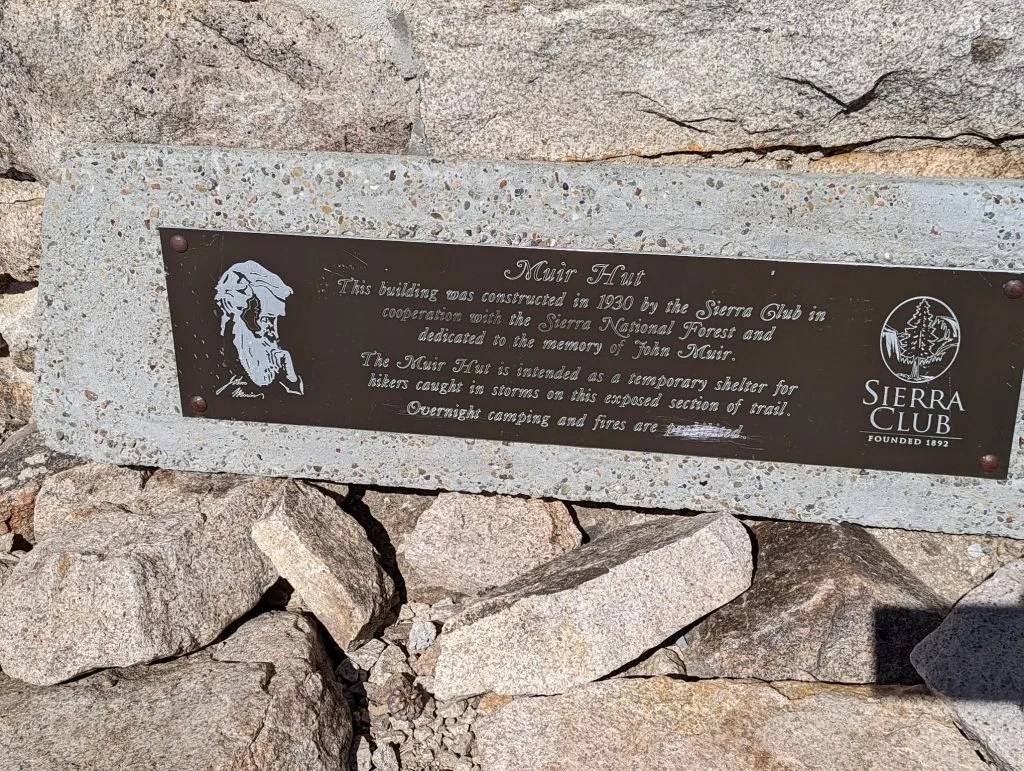 Muir Hut
This building was constructed in 1930 by the Sierra Club in
cooperation with the Sierra National Forest and
dedicated to the memory of John Muir.
The Muir Hut is intended as a temporary shelter for
hikers caught in storms on this exposed section of trail.
Overnight camping and fires are
John
Muir
SIERRA
CLUB
FOUNDED 1892